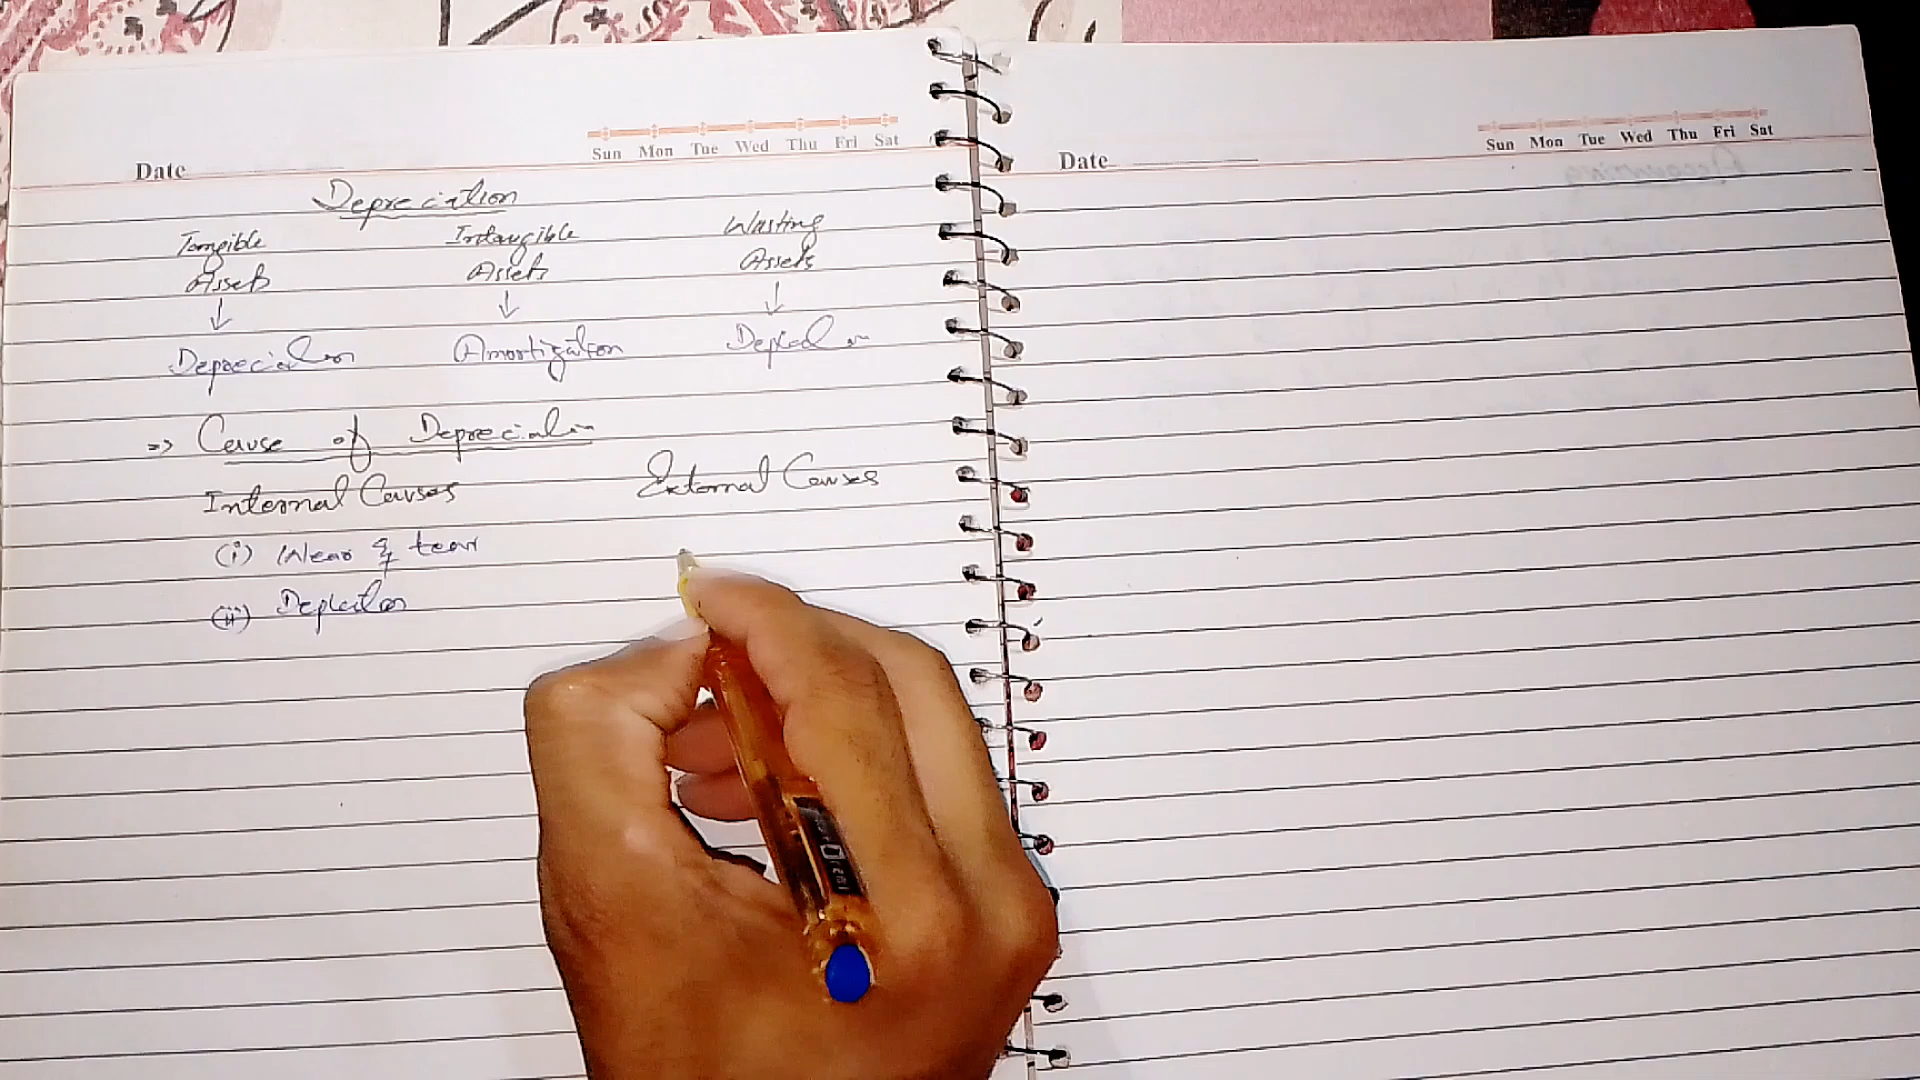 Date
Sun Mon Tue Wed Thu Fri Sat
Depreciation
Tangible Assets
Intangible Assets
Wasting Assets
Depreciation
Amortization
Depletion
=> Cause of Depreciation
Internal Causes
External Causes
(i) Wear & tear
(ii) Depletion
Date
Sun Mon Tue Wed Thu Fri Sat